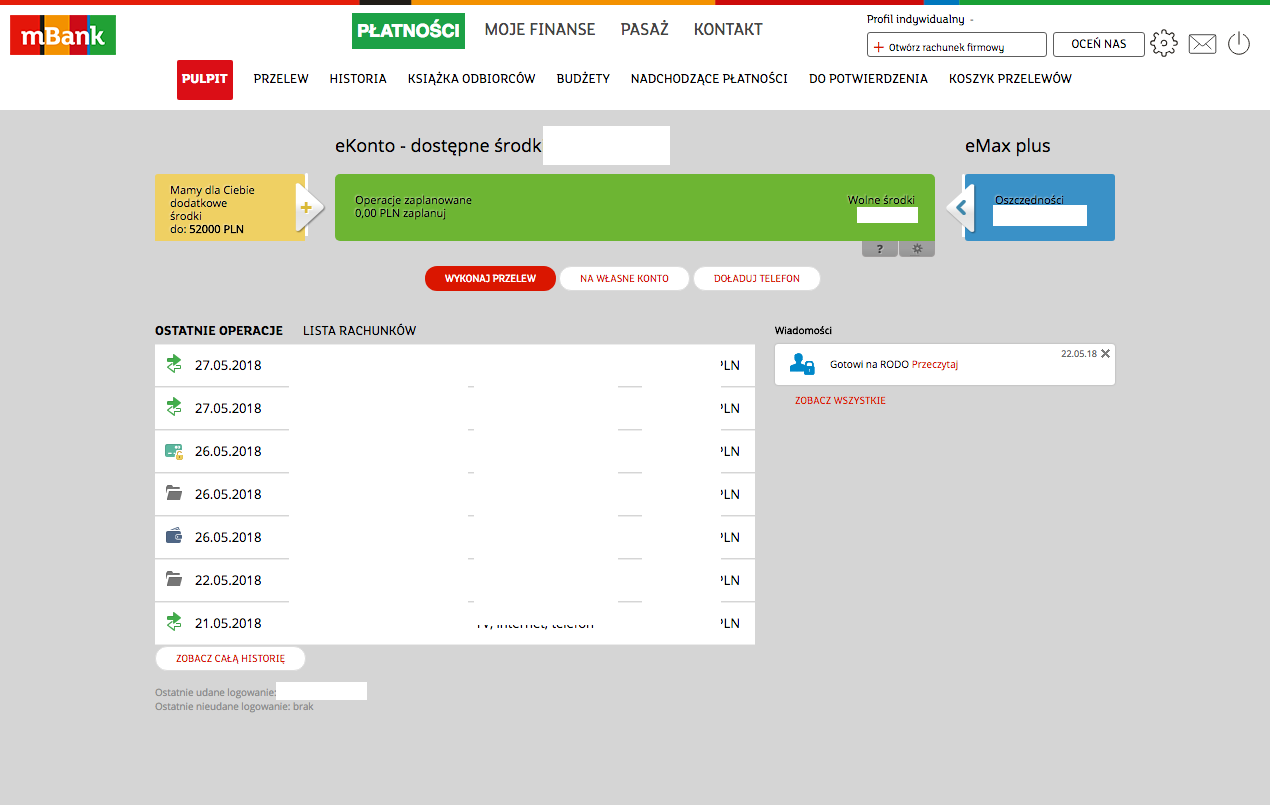 mBank
PŁATNOŚCI
MOJE FINANSE
PASAŻ
KONTAKT
Profil indywidualny -
+ Otwórz rachunek firmowy
OCEŃ NAS
PULPIT
PRZELEW
HISTORIA
KSIĄŻKA ODBIORCÓW
BUDŻETY
NADCHODZĄCE PŁATNOŚCI
DO POTWIERDZENIA
KOSZYK PRZELEWÓW
eKonto - dostępne środk
eMax plus
Mamy dla Ciebie
dodatkowe
środki
do: 52000 PLN
+
Operacje zaplanowane
0,00 PLN zaplanuj
Wolne środki
Oszczędności
?
WYKONAJ PRZELEW
NA WŁASNE KONTO
DOŁADUJ TELEFON
OSTATNIE OPERACJE
LISTA RACHUNKÓW
27.05.2018 PLN
27.05.2018 PLN
26.05.2018 PLN
26.05.2018 PLN
26.05.2018 PLN
22.05.2018 PLN
21.05.2018 TV, internet, telefon PLN
ZOBACZ CAŁĄ HISTORIĘ
Ostatnie udane logowanie:
Ostatnie nieudane logowanie: brak
Wiadomości
22.05.18
Gotowi na RODO Przeczytaj
ZOBACZ WSZYSTKIE